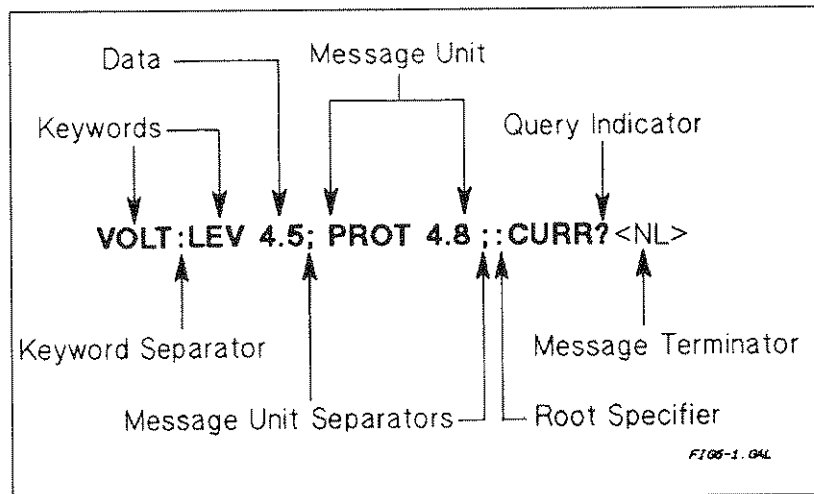 Data
Message Unit
Keywords
Query Indicator
VOLT:LEV 4.5; PROT 4.8 ;:CURR?<NL>
Keyword Separator
Message Terminator
Message Unit Separators
Root Specifier
FIG6-1.GAL